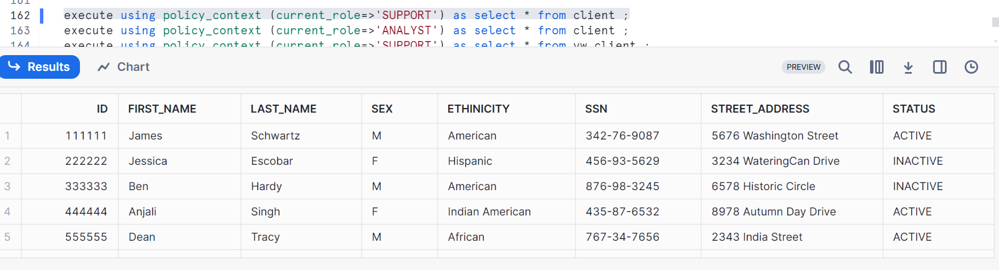 161
162 execute using policy_context (current_role=>'SUPPORT') as select * from client ;
163 execute using policy_context (current_role=>'ANALYST') as select * from client ;
164 execute using policy_context (current_role=>'SUPPORT') as select * from vw_client ;
Results Chart PREVIEW
ID FIRST_NAME LAST_NAME SEX ETHINICITY SSN STREET_ADDRESS STATUS
1 111111 James Schwartz M American 342-76-9087 5676 Washington Street ACTIVE
2 222222 Jessica Escobar F Hispanic 456-93-5629 3234 WateringCan Drive INACTIVE
3 333333 Ben Hardy M American 876-98-3245 6578 Historic Circle INACTIVE
4 444444 Anjali Singh F Indian American 435-87-6532 8978 Autumn Day Drive ACTIVE
5 555555 Dean Tracy M African 767-34-7656 2343 India Street ACTIVE